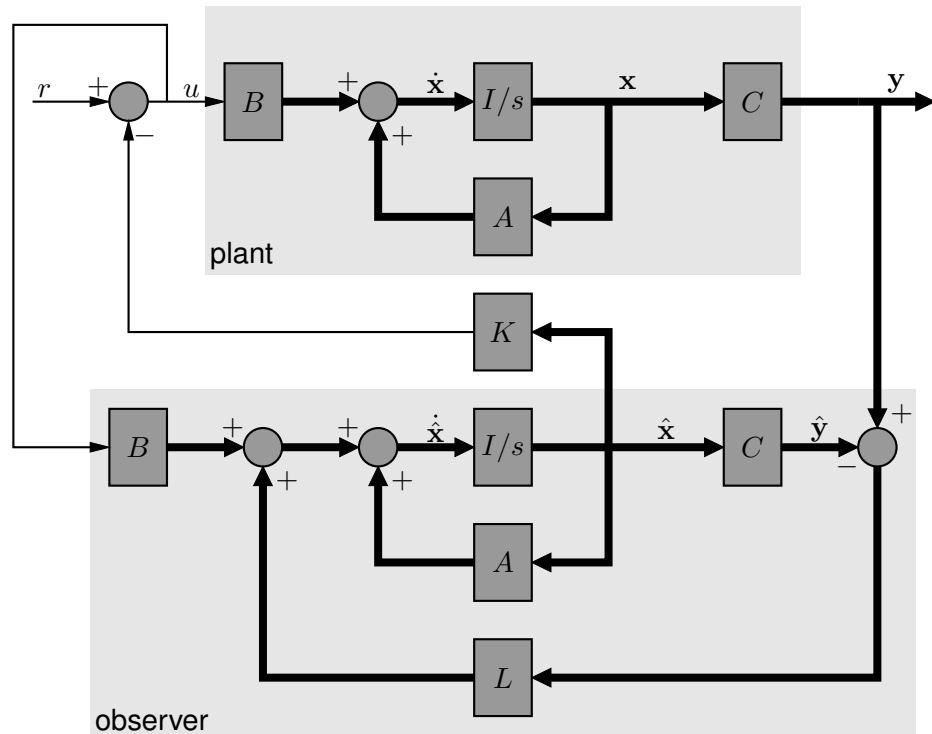 r + − u B + + ẋ I/s x C y
A
plant
K
B + + + + x̂̇ I/s x̂ C ŷ + −
A
L
observer